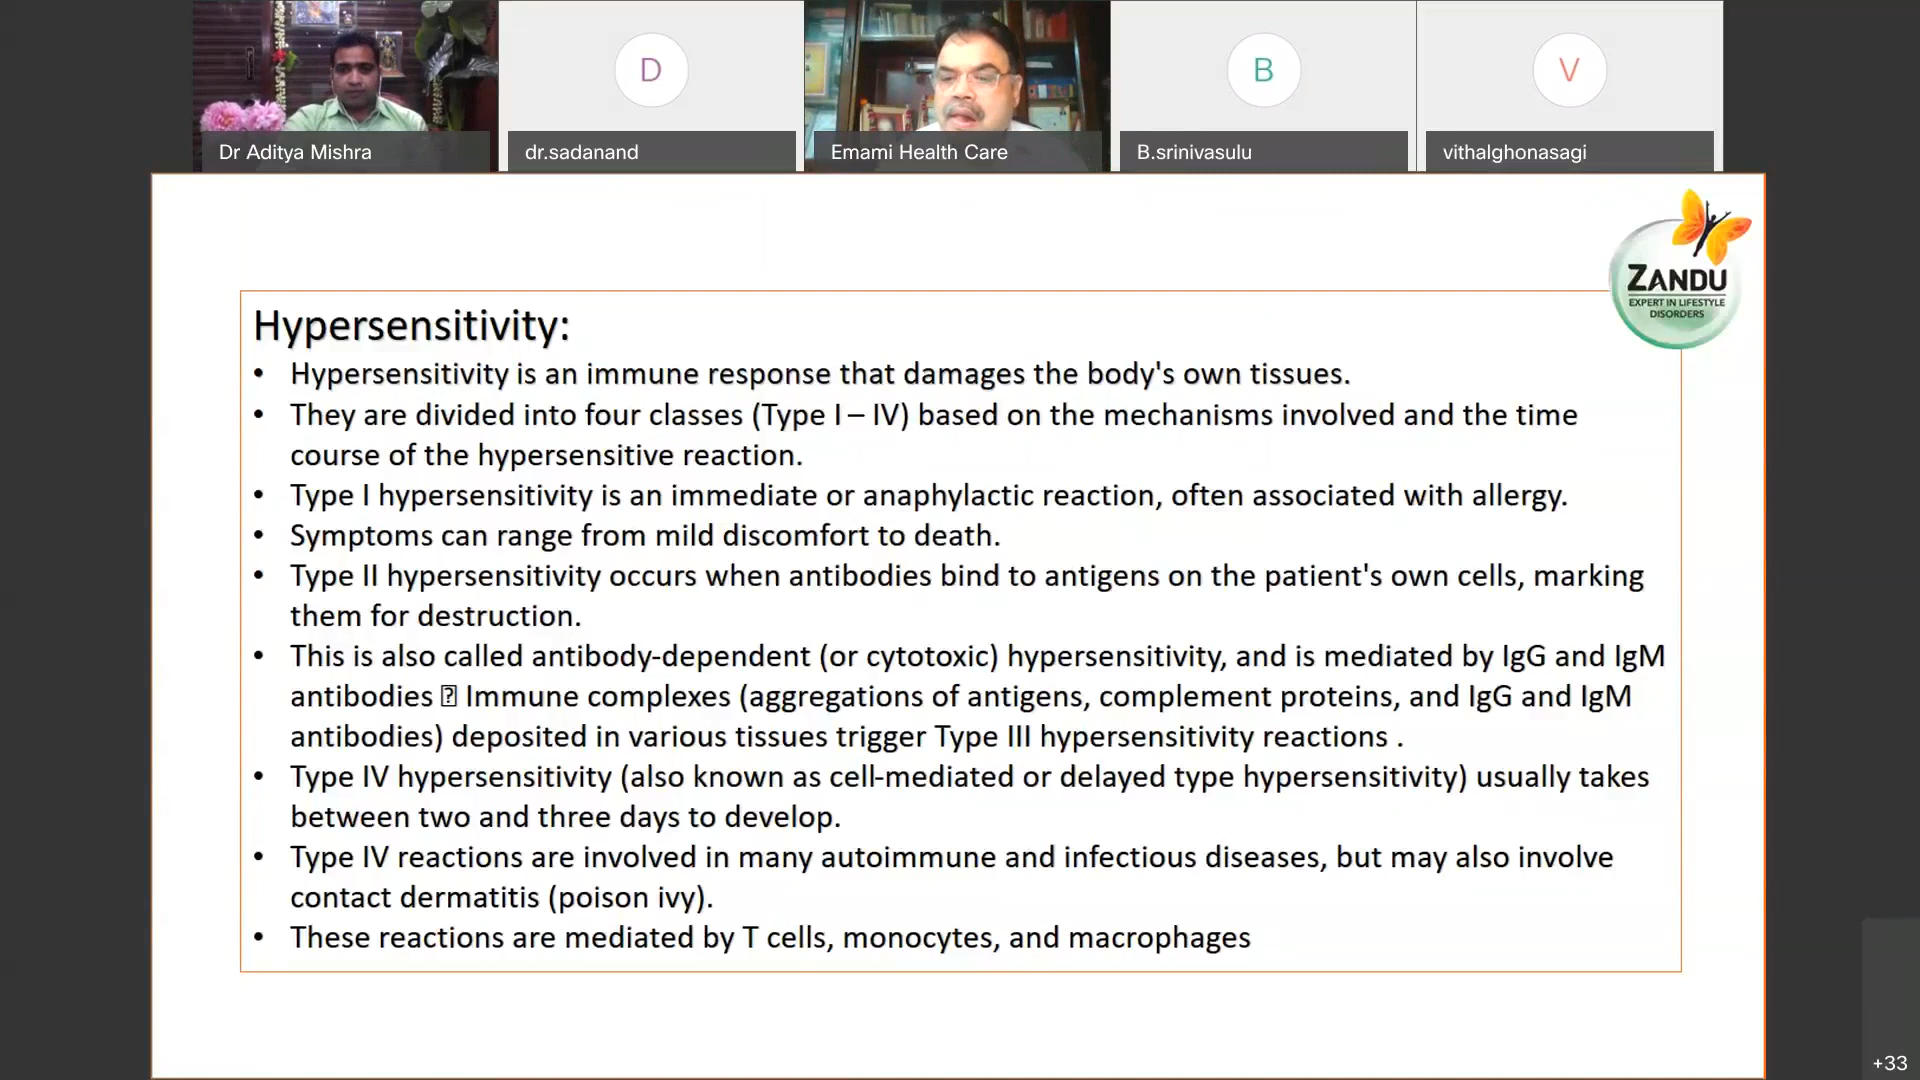 D
B
V
Dr Aditya Mishra
dr.sadanand
Emami Health Care
B.srinivasulu
vithalghonasagi
ZANDU
EXPERT IN LIFESTYLE
DISORDERS
Hypersensitivity:
• Hypersensitivity is an immune response that damages the body's own tissues.
• They are divided into four classes (Type I – IV) based on the mechanisms involved and the time
course of the hypersensitive reaction.
• Type I hypersensitivity is an immediate or anaphylactic reaction, often associated with allergy.
• Symptoms can range from mild discomfort to death.
• Type II hypersensitivity occurs when antibodies bind to antigens on the patient's own cells, marking
them for destruction.
• This is also called antibody-dependent (or cytotoxic) hypersensitivity, and is mediated by IgG and IgM
antibodies ⍰ Immune complexes (aggregations of antigens, complement proteins, and IgG and IgM
antibodies) deposited in various tissues trigger Type III hypersensitivity reactions .
• Type IV hypersensitivity (also known as cell-mediated or delayed type hypersensitivity) usually takes
between two and three days to develop.
• Type IV reactions are involved in many autoimmune and infectious diseases, but may also involve
contact dermatitis (poison ivy).
• These reactions are mediated by T cells, monocytes, and macrophages
+33